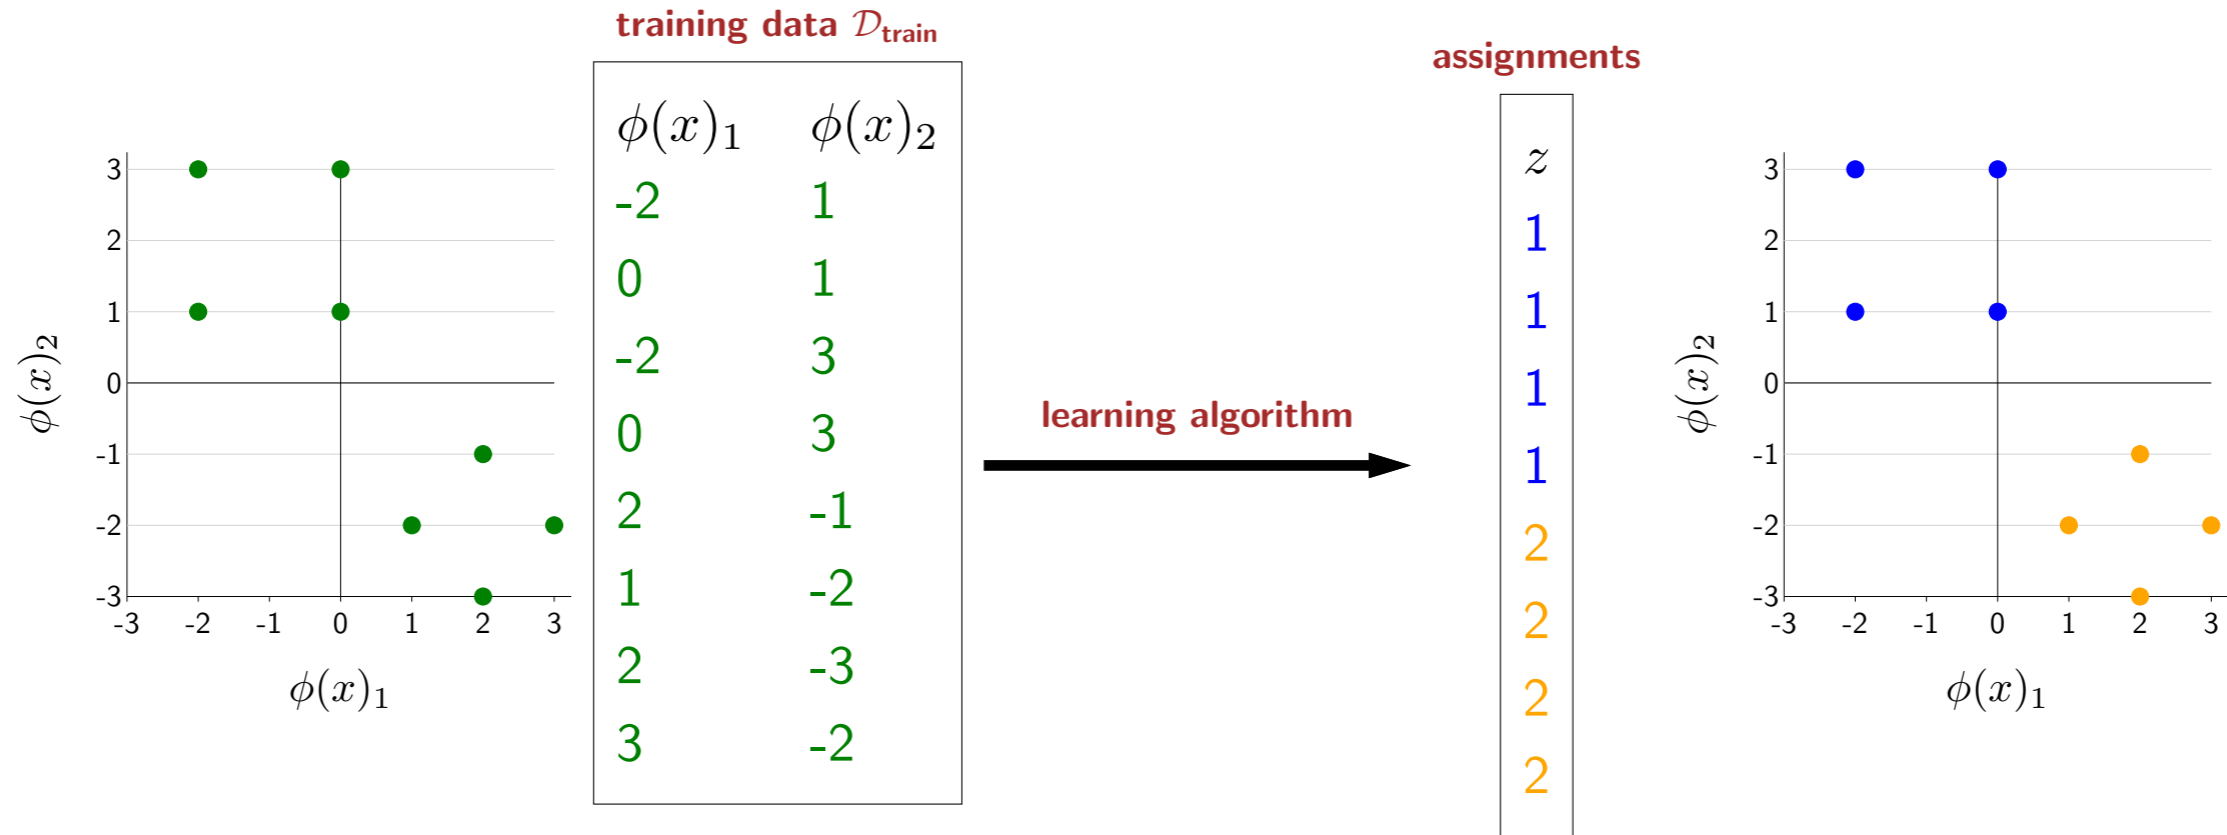 training data 𝒟train
assignments
ϕ(x)₁ ϕ(x)₂
-2 1
0 1
-2 3
0 3
2 -1
1 -2
2 -3
3 -2
learning algorithm
z
1
1
1
1
2
2
2
2
3
2
1
0
-1
-2
-3
-3 -2 -1 0 1 2 3
ϕ(x)₁
ϕ(x)₂
3
2
1
0
-1
-2
-3
-3 -2 -1 0 1 2 3
ϕ(x)₁
ϕ(x)₂